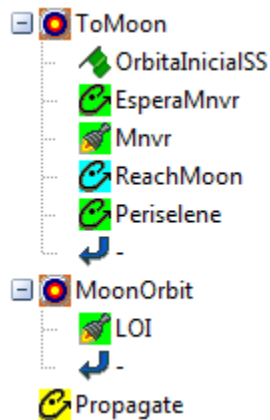 ToMoon
OrbitaInicialSS
EsperaMnvr
Mnvr
ReachMoon
Periselene
-
MoonOrbit
LOI
-
Propagate